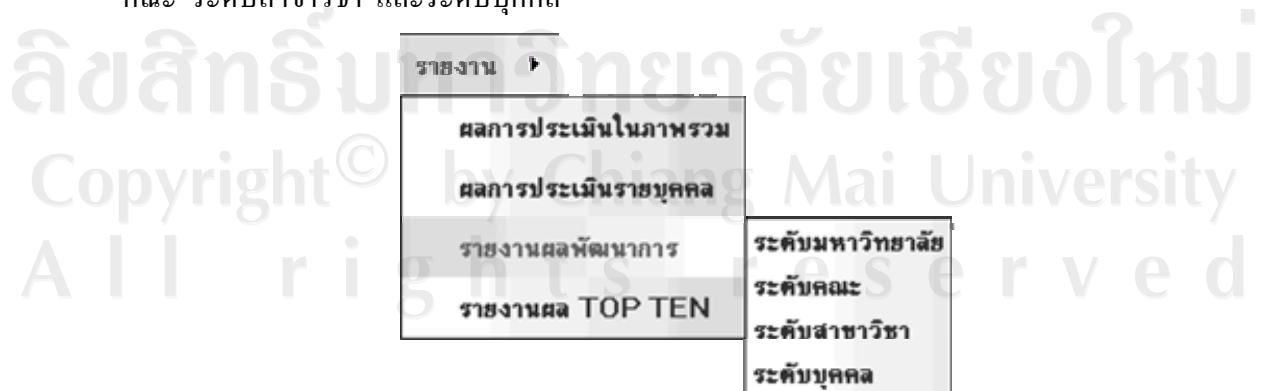 คณะ ระดับสาขาวิชา และระดับบุคคล
รายงาน
ผลการประเมินในภาพรวม
ผลการประเมินรายบุคคล
รายงานผลพัฒนาการ
รายงานผล TOP TEN
ระดับมหาวิทยาลัย
ระดับคณะ
ระดับสาขาวิชา
ระดับบุคคล
ลิขสิทธิ์มหาวิทยาลัยเชียงใหม่
Copyright© by Chiang Mai University
All rights reserved